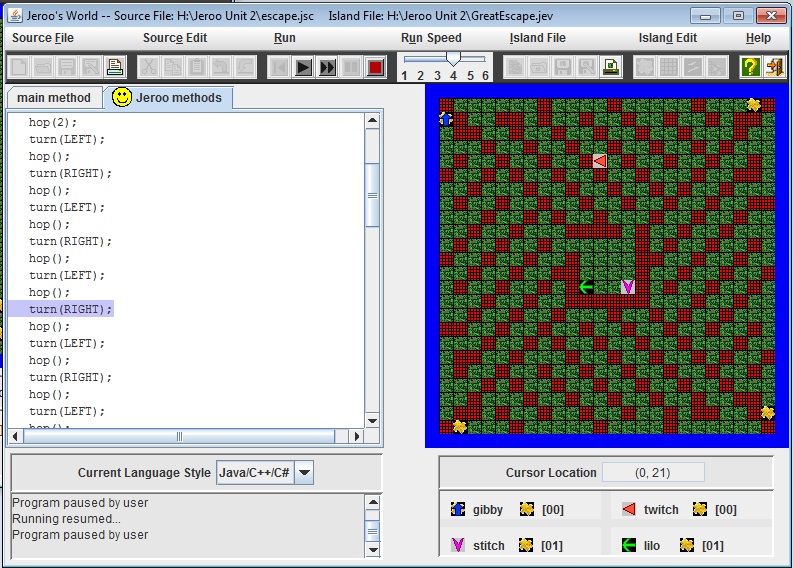 Jeroo's World -- Source File: H:\Jeroo Unit 2\escape.jsc Island File: H:\Jeroo Unit 2\GreatEscape.jev
Source File Source Edit Run Run Speed Island File Island Edit Help
1 2 3 4 5 6
main method Jeroo methods
hop(2);
turn(LEFT);
hop();
turn(RIGHT);
hop();
turn(LEFT);
hop();
turn(RIGHT);
hop();
turn(LEFT);
hop();
turn(RIGHT);
hop();
turn(LEFT);
hop();
turn(RIGHT);
hop();
turn(LEFT);
hop();
Current Language Style Java/C++/C#
Program paused by user
Running resumed...
Program paused by user
Cursor Location (0, 21)
gibby [00] twitch [00]
stitch [01] lilo [01]